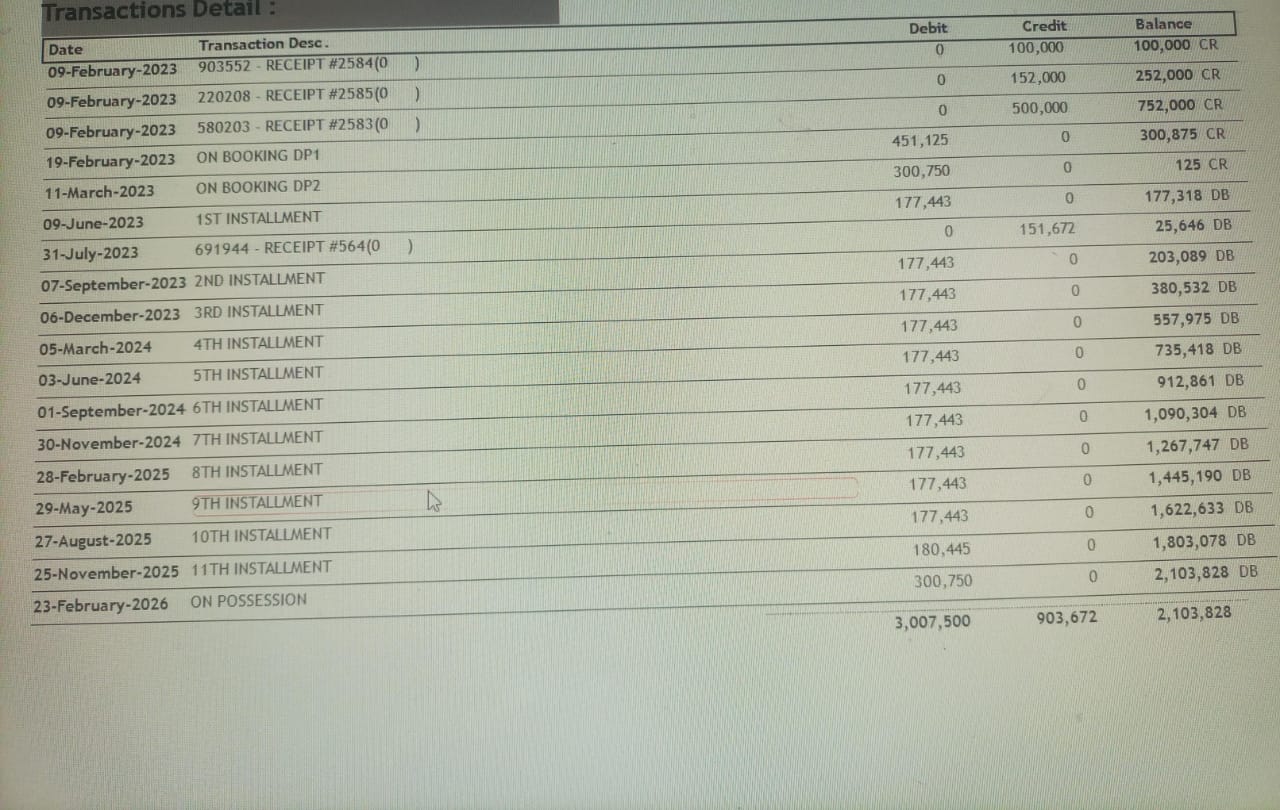 Transactions Detail :
Date Transaction Desc. Debit Credit Balance
09-February-2023 903552 - RECEIPT #2584(0 ) 0 100,000 100,000 CR
09-February-2023 220208 - RECEIPT #2585(0 ) 0 152,000 252,000 CR
09-February-2023 580203 - RECEIPT #2583(0 ) 0 500,000 752,000 CR
19-February-2023 ON BOOKING DP1 451,125 0 300,875 CR
11-March-2023 ON BOOKING DP2 300,750 0 125 CR
09-June-2023 1ST INSTALLMENT 177,443 0 177,318 DB
31-July-2023 691944 - RECEIPT #564(0 ) 0 151,672 25,646 DB
07-September-2023 2ND INSTALLMENT 177,443 0 203,089 DB
06-December-2023 3RD INSTALLMENT 177,443 0 380,532 DB
05-March-2024 4TH INSTALLMENT 177,443 0 557,975 DB
03-June-2024 5TH INSTALLMENT 177,443 0 735,418 DB
01-September-2024 6TH INSTALLMENT 177,443 0 912,861 DB
30-November-2024 7TH INSTALLMENT 177,443 0 1,090,304 DB
28-February-2025 8TH INSTALLMENT 177,443 0 1,267,747 DB
29-May-2025 9TH INSTALLMENT 177,443 0 1,445,190 DB
27-August-2025 10TH INSTALLMENT 177,443 0 1,622,633 DB
25-November-2025 11TH INSTALLMENT 180,445 0 1,803,078 DB
23-February-2026 ON POSSESSION 300,750 0 2,103,828 DB
3,007,500 903,672 2,103,828